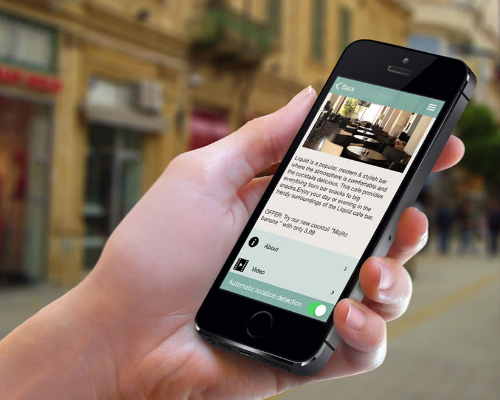 Back
Liquid is a popular, modern & stylish bar
where the atmosphere is comfortable and
the cocktails delicious. This cafe provides
everything from bar snacks to big
snacks.Enjoy your day or evening in the
trendy surroundings of the Liquid cafe bar.
OFFER: Try our new cocktail "Mojito
banana " with only 3.99
About
Video
Automatic location detection